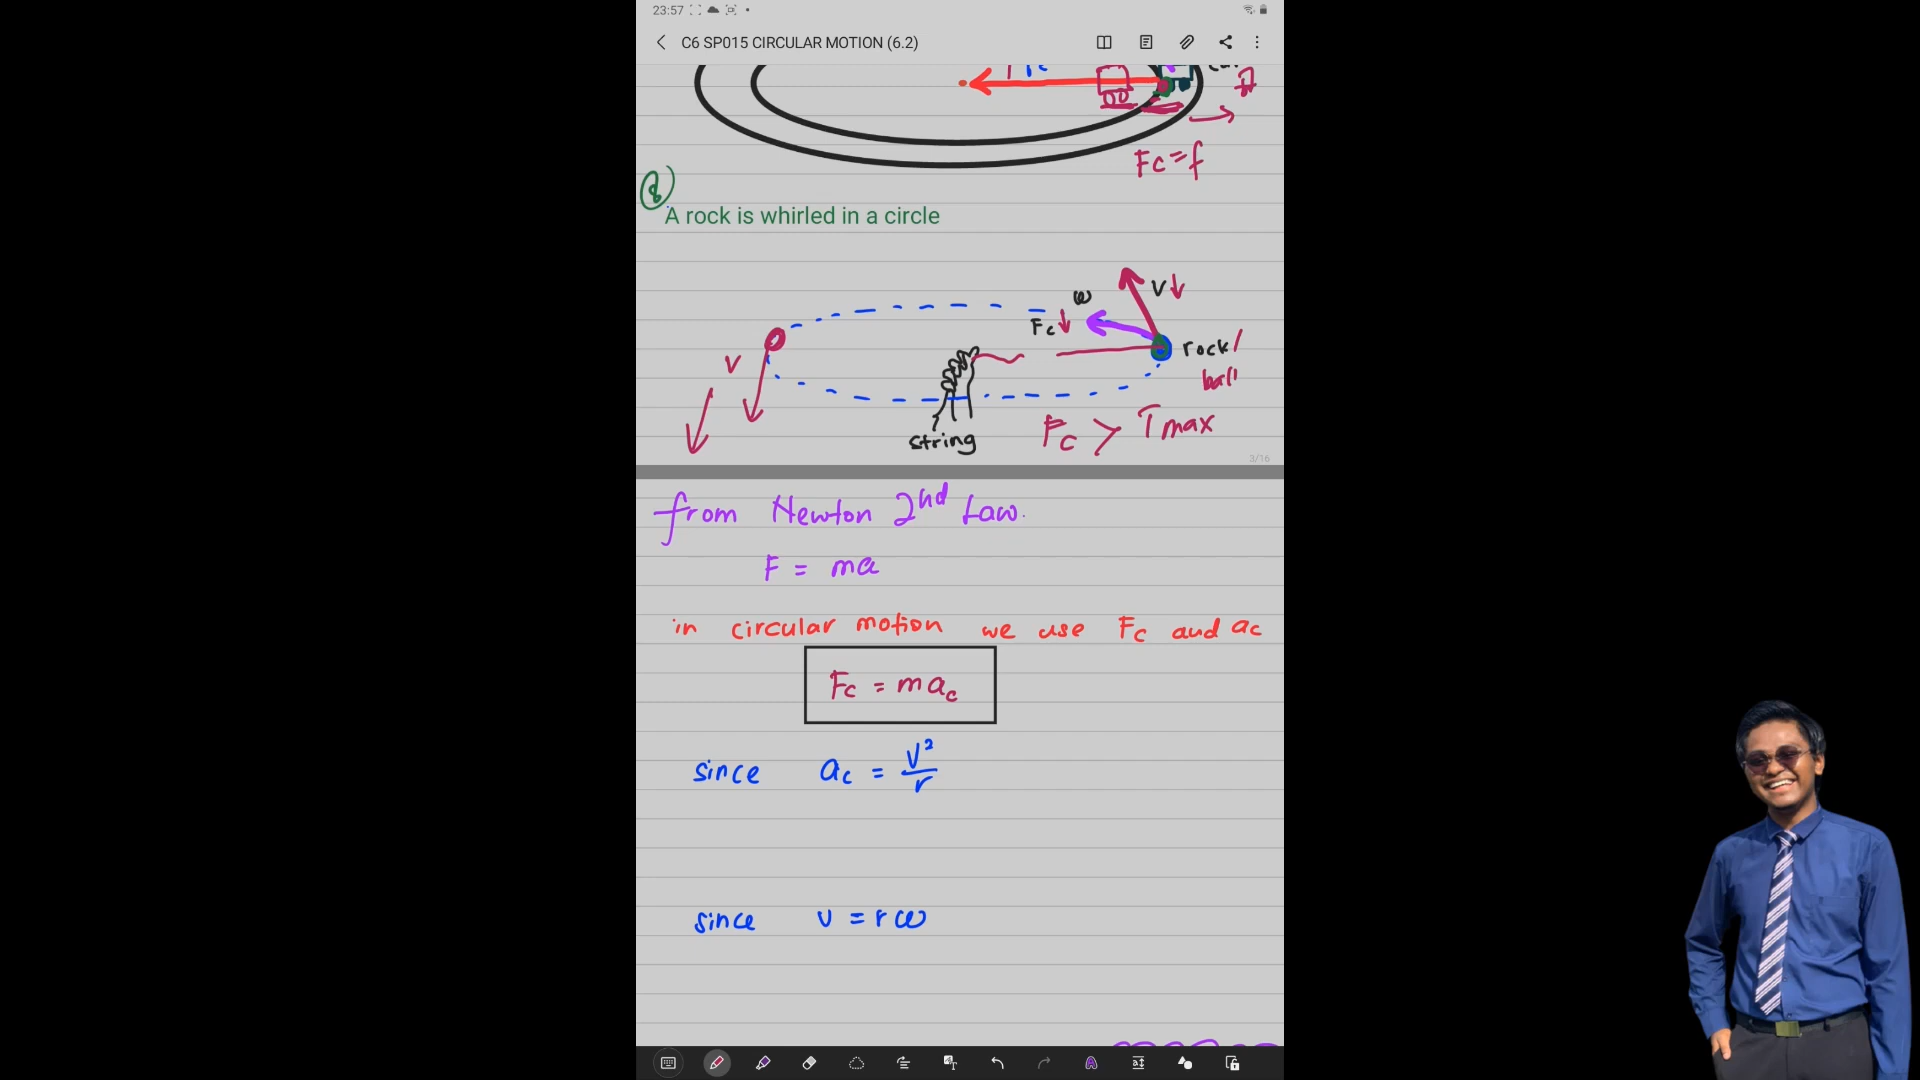 23:57
C6 SP015 CIRCULAR MOTION (6.2)
Fc = f
A rock is whirled in a circle
ω
V↓
Fc↓
rock/
ball
V
string
Fc > Tmax
3/16
from Newton 2nd Law.
F = ma
in circular motion we use Fc and ac
Fc = mac
since ac = V²/r
since v = rω